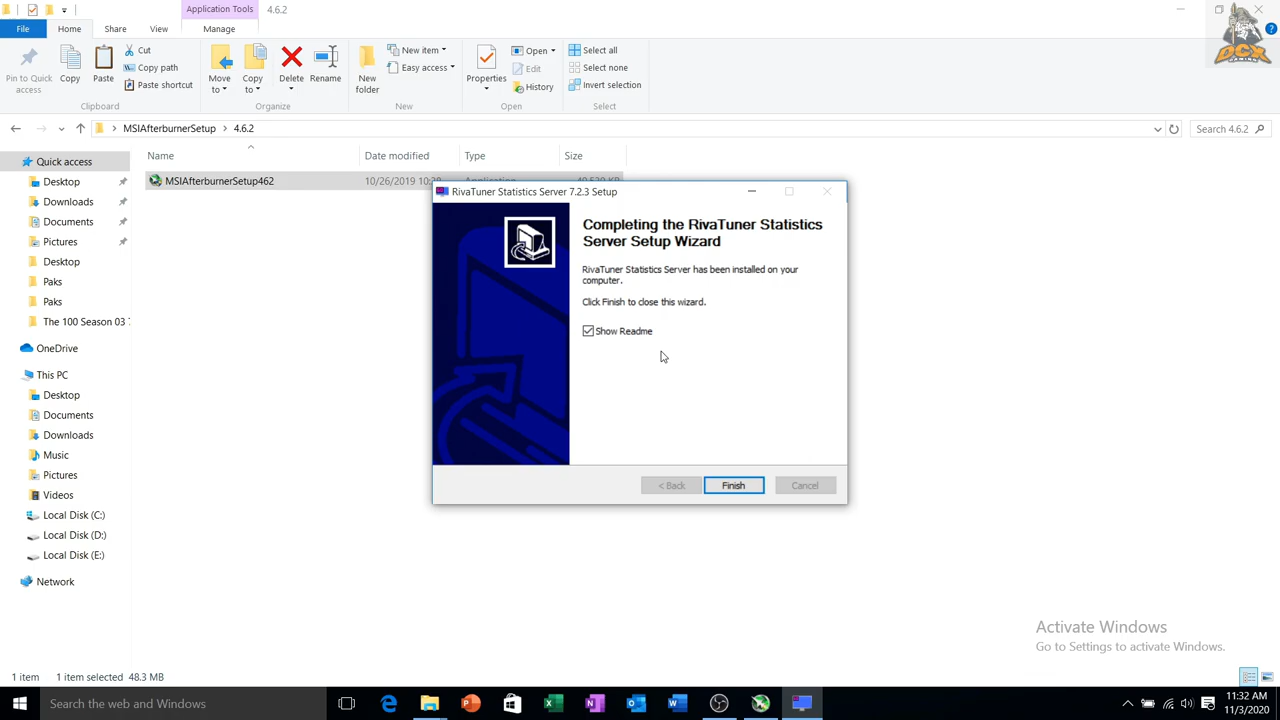 Application Tools
4.6.2
File
Home
Share
View
Manage
Pin to Quick access
Copy
Paste
Cut
Copy path
Paste shortcut
Clipboard
Move to
Copy to
Delete
Rename
Organize
New folder
New item
Easy access
New
Properties
Open
Edit
History
Open
Select all
Select none
Invert selection
Select
MSIAfterburnerSetup
4.6.2
Search 4.6.2
Name
Date modified
Type
Size
MSIAfterburnerSetup462
10/26/2019
Application
Quick access
Desktop
Downloads
Documents
Pictures
Desktop
Paks
Paks
The 100 Season 03
OneDrive
This PC
Desktop
Documents
Downloads
Music
Pictures
Videos
Local Disk (C:)
Local Disk (D:)
Local Disk (E:)
Network
RivaTuner Statistics Server 7.2.3 Setup
Completing the RivaTuner Statistics
Server Setup Wizard
RivaTuner Statistics Server has been installed on your
computer.
Click Finish to close this wizard.
Show Readme
< Back
Finish
Cancel
DCX
GAMING
Activate Windows
Go to Settings to activate Windows.
1 item
1 item selected
48.3 MB
Search the web and Windows
11:32 AM
11/3/2020